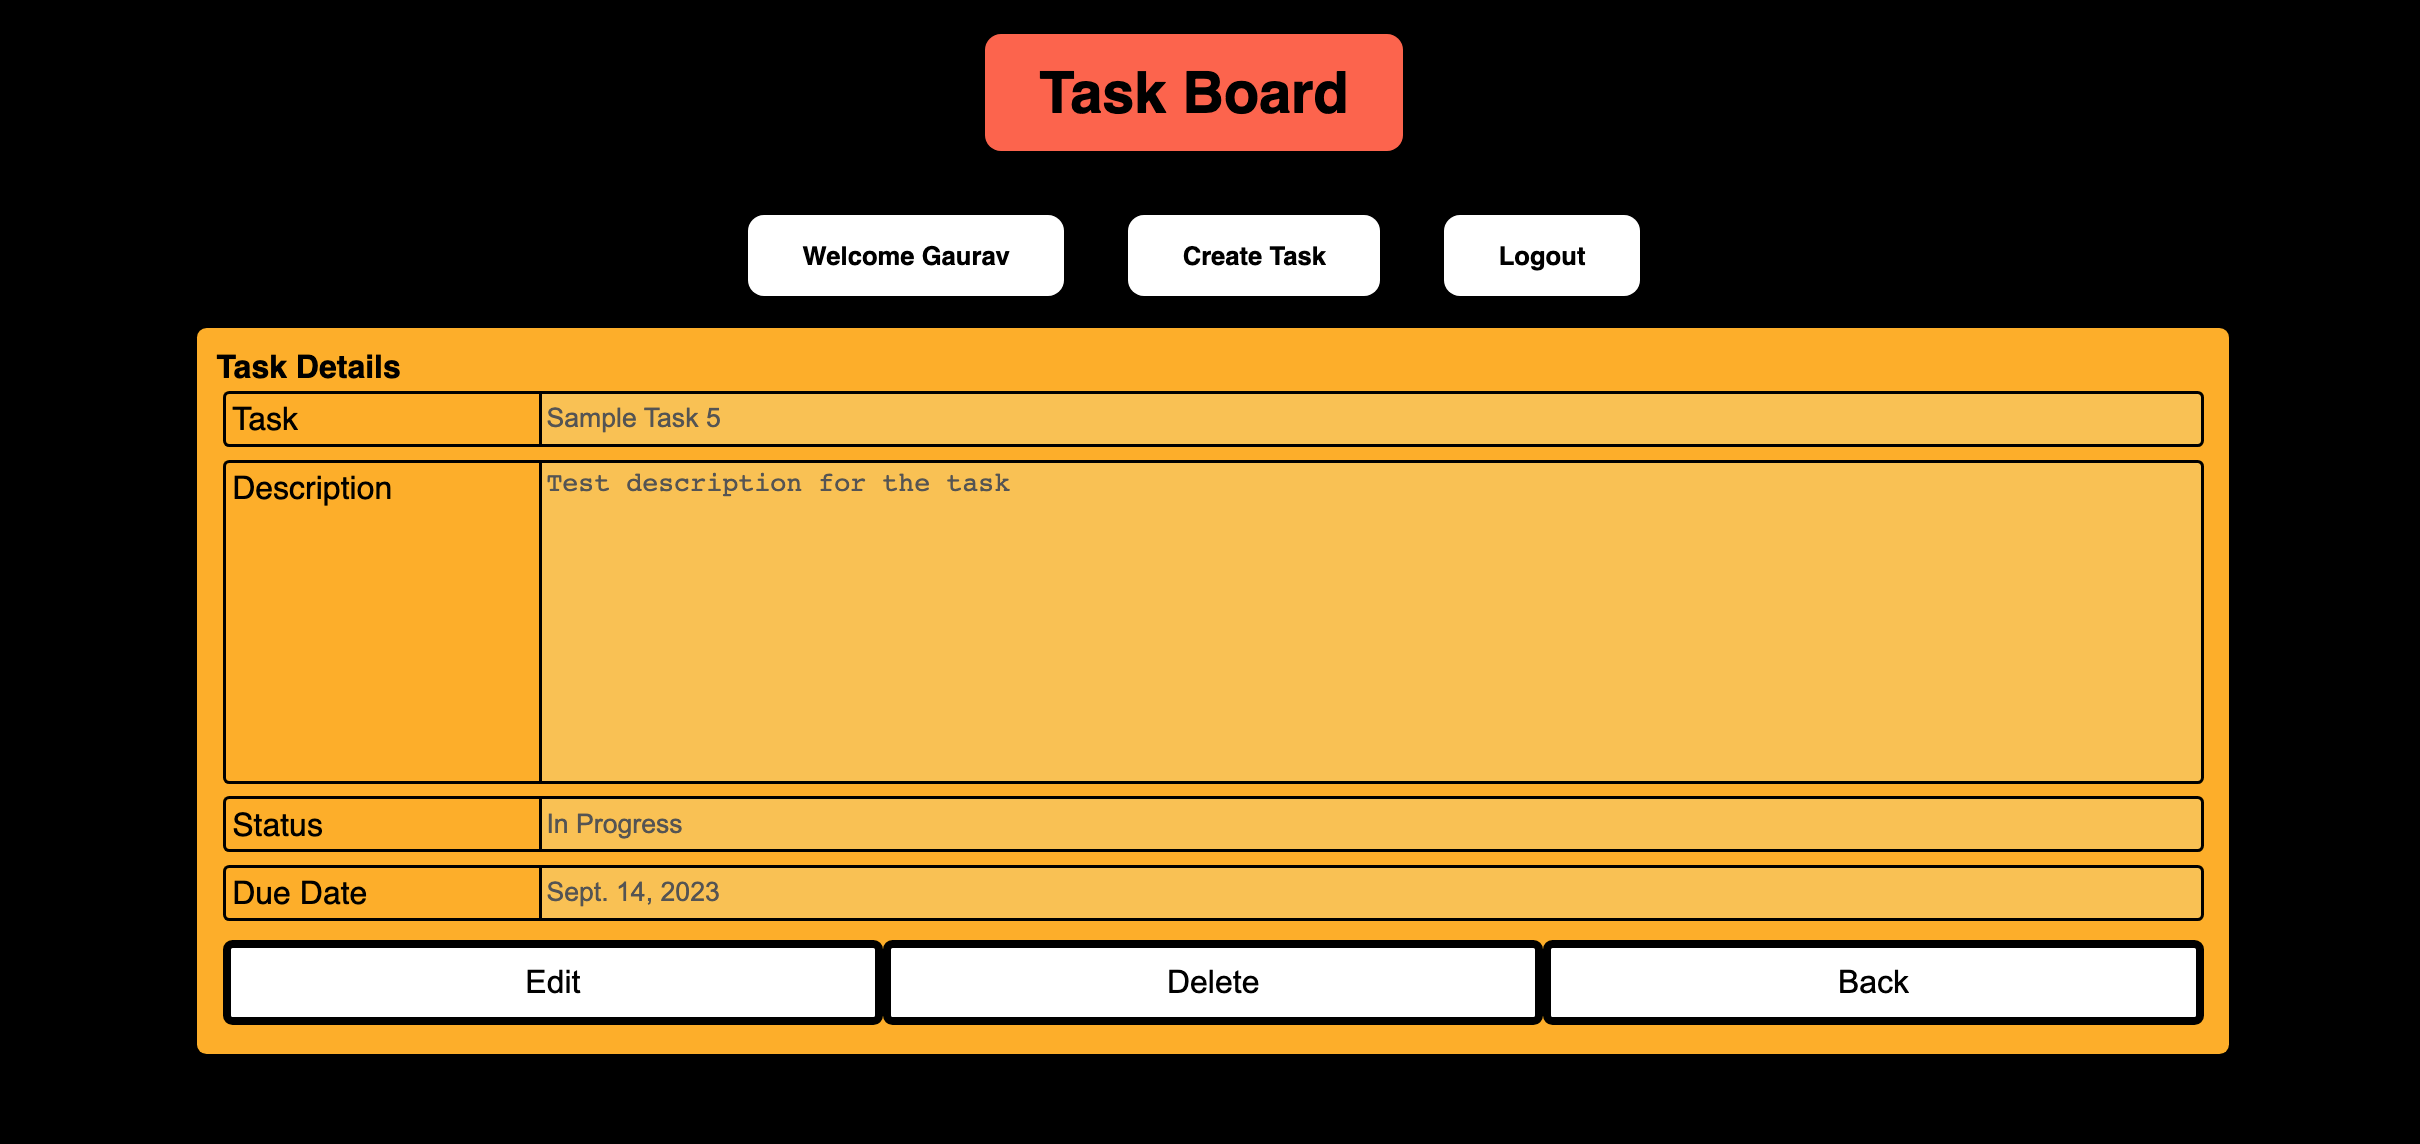 Task Board
Welcome Gaurav Create Task Logout
Task Details
Task Sample Task 5
Description Test description for the task
Status In Progress
Due Date Sept. 14, 2023
Edit Delete Back